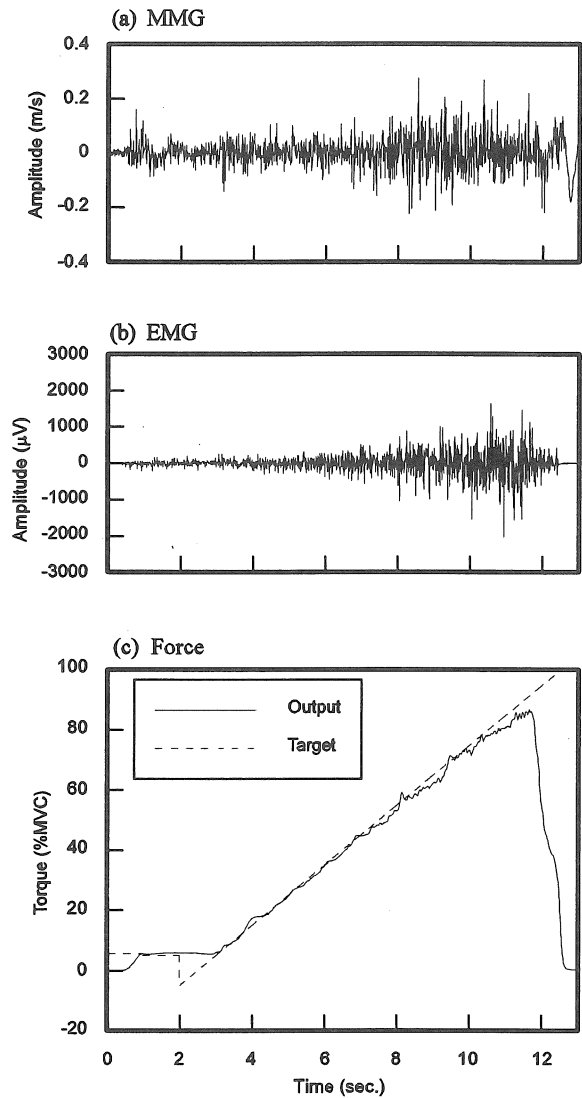 (a) MMG
0.4
0.2
0
-0.2
-0.4
Amplitude (m/s)
(b) EMG
3000
2000
1000
0
-1000
-2000
-3000
Amplitude (μV)
(c) Force
100
80
60
40
20
0
-20
Torque (%MVC)
Output
Target
0 2 4 6 8 10 12
Time (sec.)